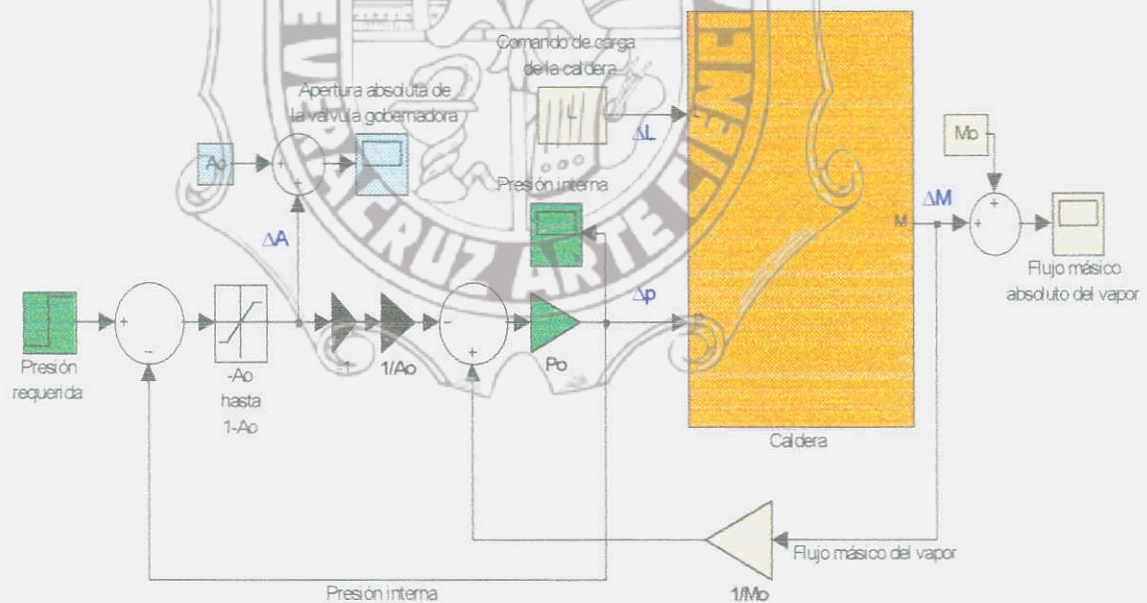 Comando de carga
de la caldera
Apertura absoluta de
la válvula gobernadora
L
ΔL
Mo
Ao
Presión interna
ΔM
M
ΔA
Δp
Flujo másico
absoluto del vapor
Presión
requerida
-Ao
hasta
1-Ao
-1
1/Ao
Po
Caldera
Flujo másico del vapor
1/Mo
Presión interna
VERACRUZ ARTE